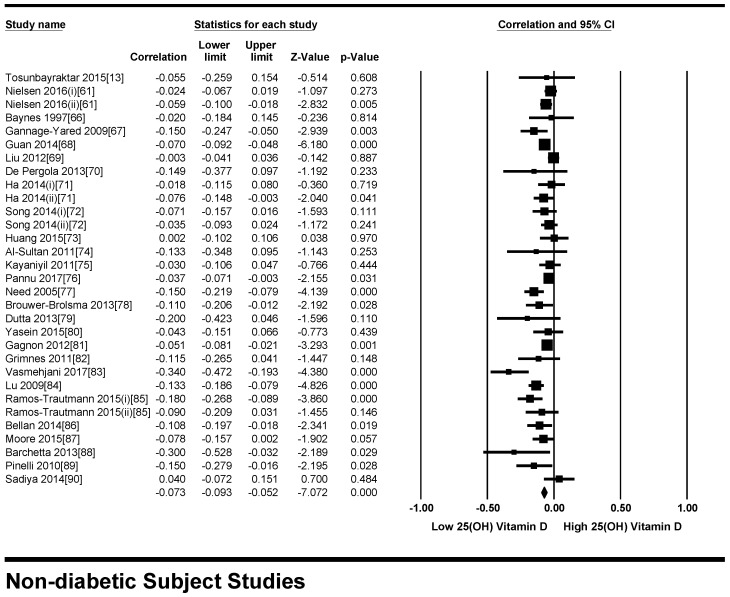 Study name Statistics for each study Correlation and 95% CI
Lower Upper
Correlation limit limit Z-Value p-Value
Tosunbayraktar 2015[13] -0.055 -0.259 0.154 -0.514 0.608
Nielsen 2016(i)[61] -0.024 -0.067 0.019 -1.097 0.273
Nielsen 2016(ii)[61] -0.059 -0.100 -0.018 -2.832 0.005
Baynes 1997[66] -0.020 -0.184 0.145 -0.236 0.814
Gannage-Yared 2009[67] -0.150 -0.247 -0.050 -2.939 0.003
Guan 2014[68] -0.070 -0.092 -0.048 -6.180 0.000
Liu 2012[69] -0.003 -0.041 0.036 -0.142 0.887
De Pergola 2013[70] -0.149 -0.377 0.097 -1.192 0.233
Ha 2014(i)[71] -0.018 -0.115 0.080 -0.360 0.719
Ha 2014(ii)[71] -0.076 -0.148 -0.003 -2.040 0.041
Song 2014(i)[72] -0.071 -0.157 0.016 -1.593 0.111
Song 2014(ii)[72] -0.035 -0.093 0.024 -1.172 0.241
Huang 2015[73] 0.002 -0.102 0.106 0.038 0.970
Al-Sultan 2011[74] -0.133 -0.348 0.095 -1.143 0.253
Kayaniyil 2011[75] -0.030 -0.106 0.047 -0.766 0.444
Pannu 2017[76] -0.037 -0.071 -0.003 -2.155 0.031
Need 2005[77] -0.150 -0.219 -0.079 -4.139 0.000
Brouwer-Brolsma 2013[78] -0.110 -0.206 -0.012 -2.192 0.028
Dutta 2013[79] -0.200 -0.423 0.046 -1.596 0.110
Yasein 2015[80] -0.043 -0.151 0.066 -0.773 0.439
Gagnon 2012[81] -0.051 -0.081 -0.021 -3.293 0.001
Grimnes 2011[82] -0.115 -0.265 0.041 -1.447 0.148
Vasmehjani 2017[83] -0.340 -0.472 -0.193 -4.380 0.000
Lu 2009[84] -0.133 -0.186 -0.079 -4.826 0.000
Ramos-Trautmann 2015(i)[85] -0.180 -0.268 -0.089 -3.860 0.000
Ramos-Trautmann 2015(ii)[85] -0.090 -0.209 0.031 -1.455 0.146
Bellan 2014[86] -0.108 -0.197 -0.018 -2.341 0.019
Moore 2015[87] -0.078 -0.157 0.002 -1.902 0.057
Barchetta 2013[88] -0.300 -0.528 -0.032 -2.189 0.029
Pinelli 2010[89] -0.150 -0.279 -0.016 -2.195 0.028
Sadiya 2014[90] 0.040 -0.072 0.151 0.700 0.484
-0.073 -0.093 -0.052 -7.072 0.000
-1.00 -0.50 0.00 0.50 1.00
Low 25(OH) Vitamin D High 25(OH) Vitamin D
Non-diabetic Subject Studies